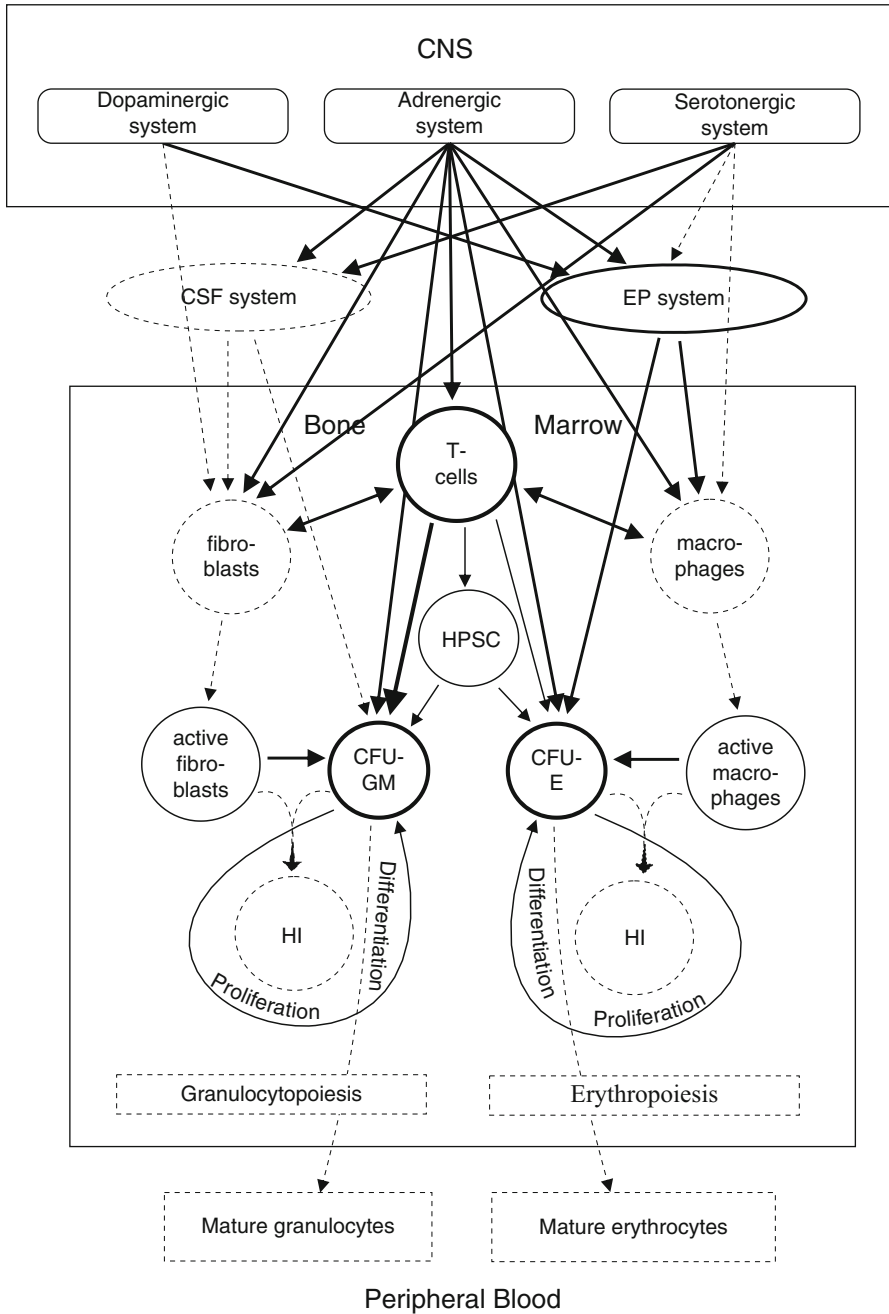 CNS
Dopaminergic
system
Adrenergic
system
Serotonergic
system
CSF system
EP system
Bone
Marrow
T-
cells
fibro-
blasts
macro-
phages
HPSC
active
fibro-
blasts
CFU-
GM
CFU-
E
active
macro-
phages
HI
HI
Differentiation
Differentiation
Proliferation
Proliferation
Granulocytopoiesis
Erythropoiesis
Mature granulocytes
Mature erythrocytes
Peripheral Blood